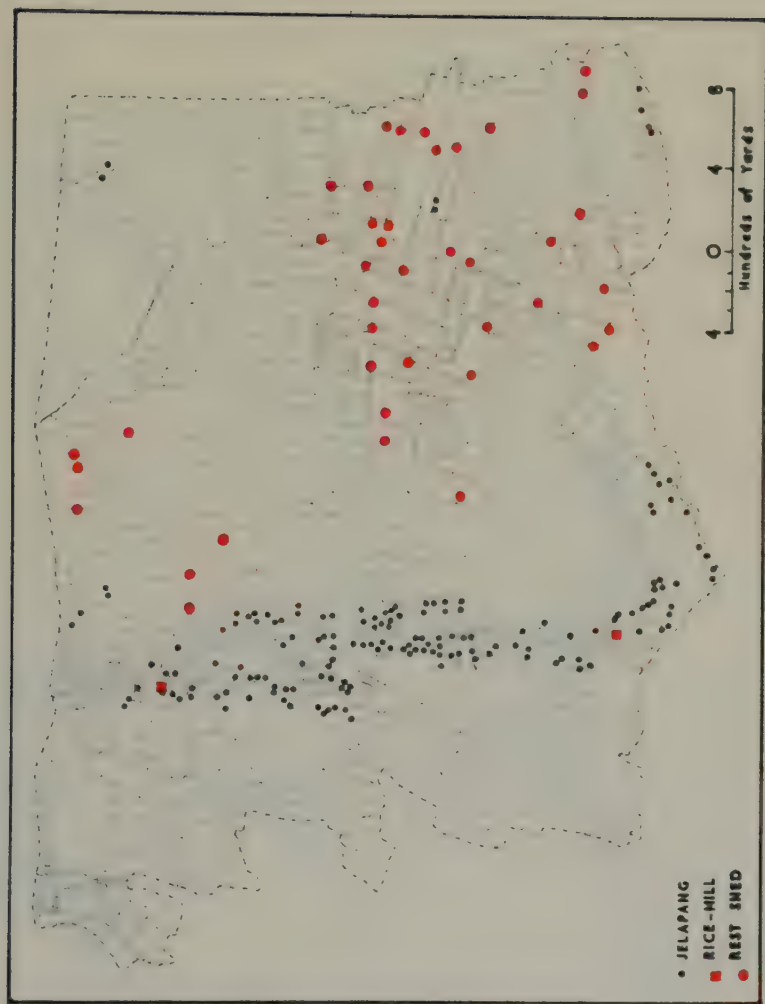 JELAPANG
RICE-MILL
REST SHED
4 0 4 8
Hundreds of Yards